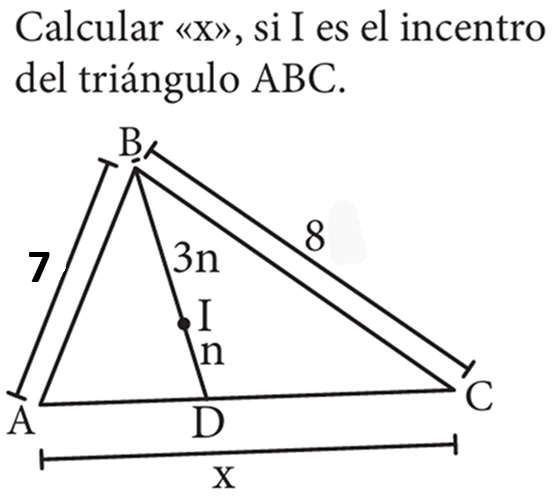 Calcular «x», si I es el incentro
del triángulo ABC.
B
7
8
3n
I
n
A
D
C
x